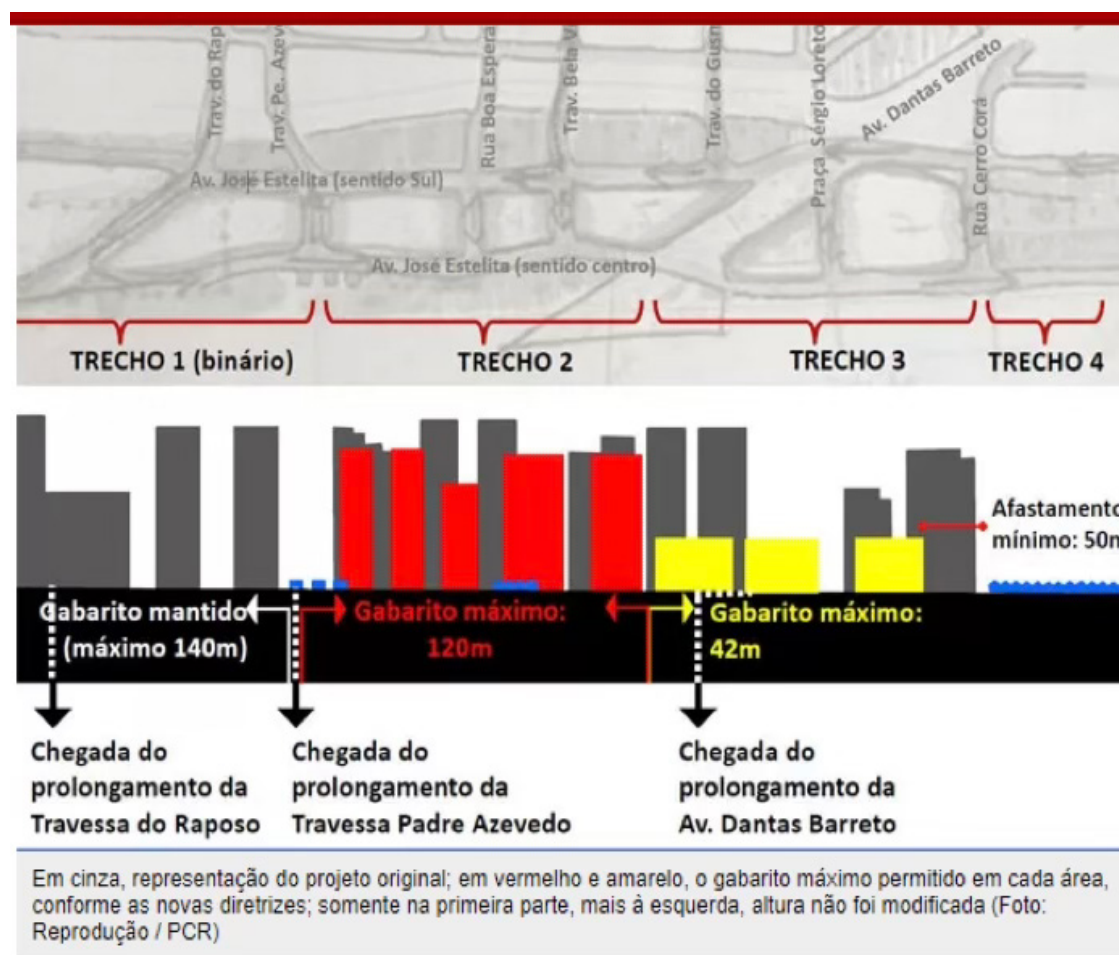 Trav. do Rap
Trav. Pe. Azev
Rua Boa Espera
Trav. Bela V
Trav. do Gusm
Praça Sérgio Loreto
Av. Dantas Barreto
Rua Cerro Corá
Av. José Estelita (sentido Sul)
Av. José Estelita (sentido centro)
TRECHO 1 (binário)
TRECHO 2
TRECHO 3
TRECHO 4
Afastamento
mínimo: 50m
Gabarito mantido
(máximo 140m)
Gabarito máximo:
120m
Gabarito máximo:
42m
Chegada do
prolongamento da
Travessa do Raposo
Chegada do
prolongamento da
Travessa Padre Azevedo
Chegada do
prolongamento da
Av. Dantas Barreto
Em cinza, representação do projeto original; em vermelho e amarelo, o gabarito máximo permitido em cada área,
conforme as novas diretrizes; somente na primeira parte, mais à esquerda, altura não foi modificada (Foto:
Reprodução / PCR)